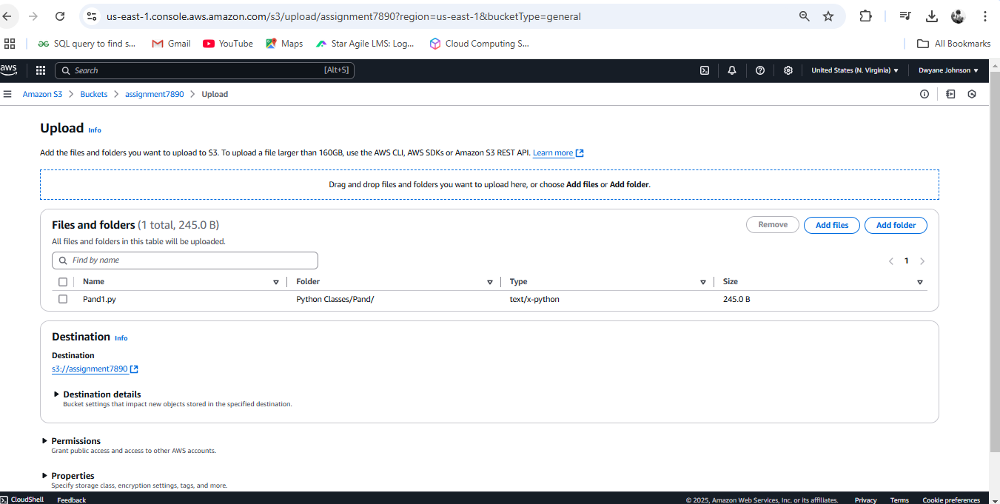 us-east-1.console.aws.amazon.com/s3/upload/assignment7890?region=us-east-1&bucketType=general
SQL query to find s... Gmail YouTube Maps Star Agile LMS: Log... Cloud Computing S... All Bookmarks
aws Search [Alt+S] United States (N. Virginia) Dwyane Johnson
Amazon S3 Buckets assignment7890 Upload
Upload Info
Add the files and folders you want to upload to S3. To upload a file larger than 160GB, use the AWS CLI, AWS SDKs or Amazon S3 REST API. Learn more
Drag and drop files and folders you want to upload here, or choose Add files or Add folder.
Files and folders (1 total, 245.0 B) Remove Add files Add folder
All files and folders in this table will be uploaded.
Find by name 1
Name Folder Type Size
Pand1.py Python Classes/Pand/ text/x-python 245.0 B
Destination Info
Destination
s3://assignment7890
Destination details
Bucket settings that impact new objects stored in the specified destination.
Permissions
Grant public access and access to other AWS accounts.
Properties
Specify storage class, encryption settings, tags, and more.
CloudShell Feedback © 2025, Amazon Web Services, Inc. or its affiliates. Privacy Terms Cookie preferences